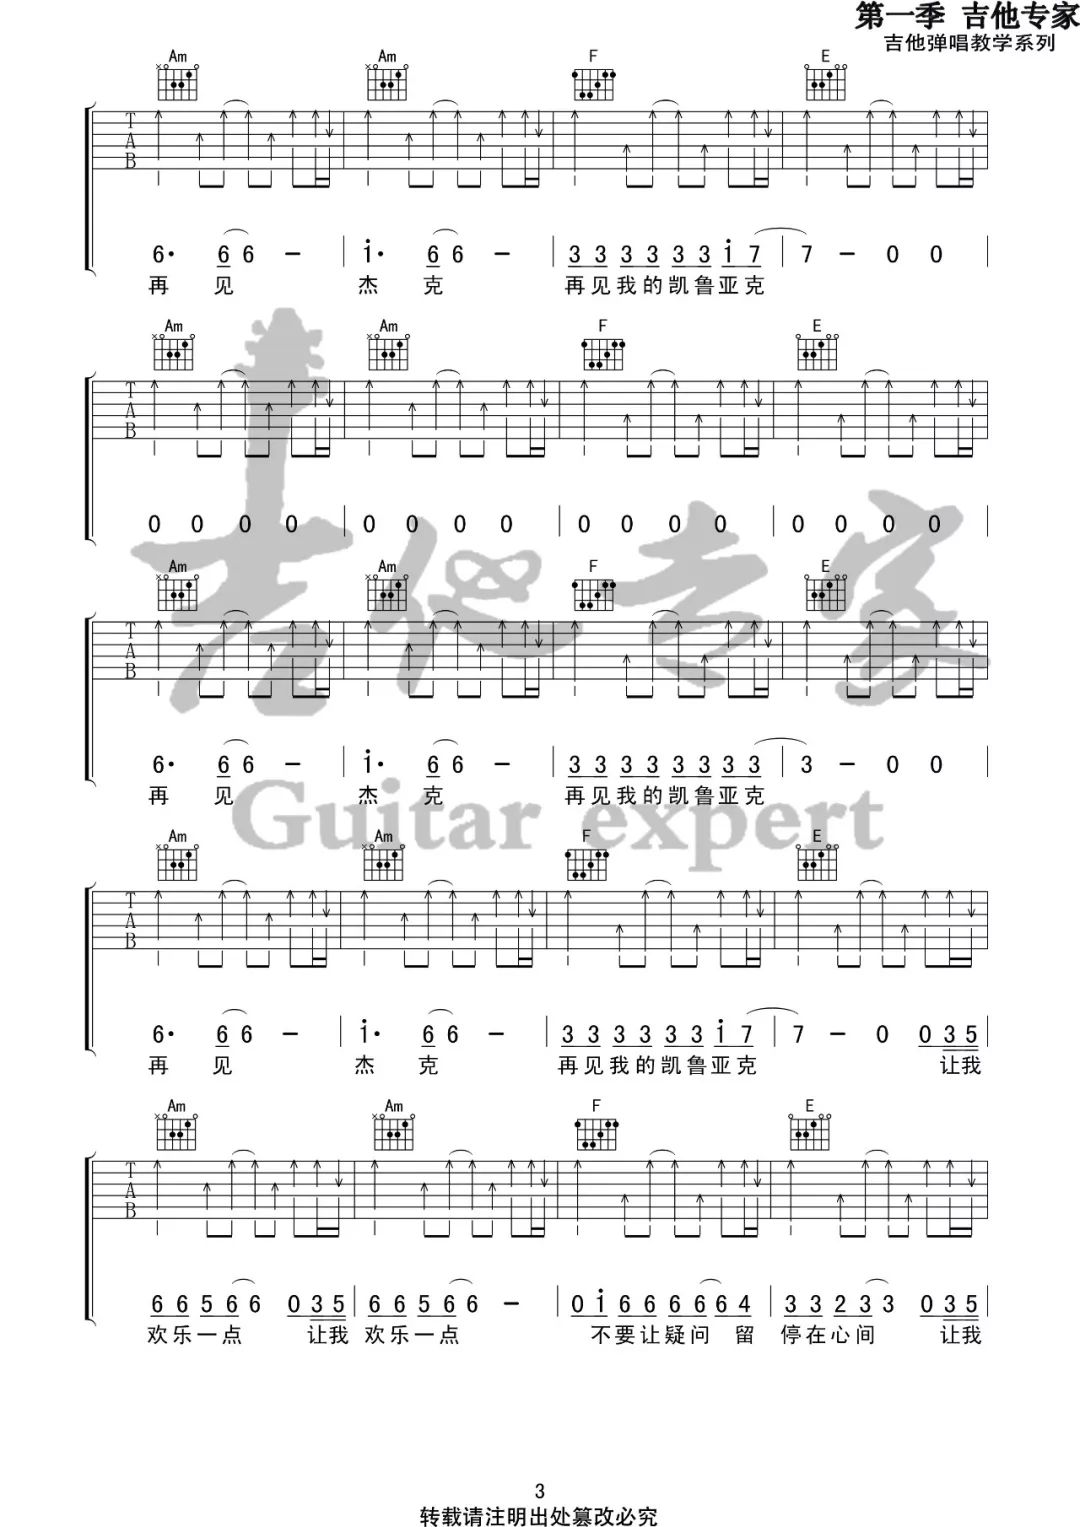 第一季 吉他专家
吉他弹唱教学系列
Am Am F E
T
A
B
6· 6 6 － i· 6 6 － 3 3 3 3 3 3 i 7 7 － 0 0
再 见 杰 克 再见我的凯鲁亚克
Am Am F E
T
A
B
0 0 0 0 0 0 0 0 0 0 0 0 0 0 0 0
吉他专家
Am Am F E
T
A
B
6· 6 6 － i· 6 6 － 3 3 3 3 3 3 3 3 3 － 0 0
再 见 杰 克 再见我的凯鲁亚克
Guitar expert
Am Am F E
T
A
B
6· 6 6 － i· 6 6 － 3 3 3 3 3 3 i 7 7 － 0 0 3 5
再 见 杰 克 再见我的凯鲁亚克 让我
Am Am F E
T
A
B
6 6 5 6 6 0 3 5 6 6 5 6 6 － 0 i 6 6 6 6 6 4 3 3 2 3 3 0 3 5
欢乐一点 让我 欢乐一点 不要让疑问 留 停在心间 让我
3
转载请注明出处篡改必究